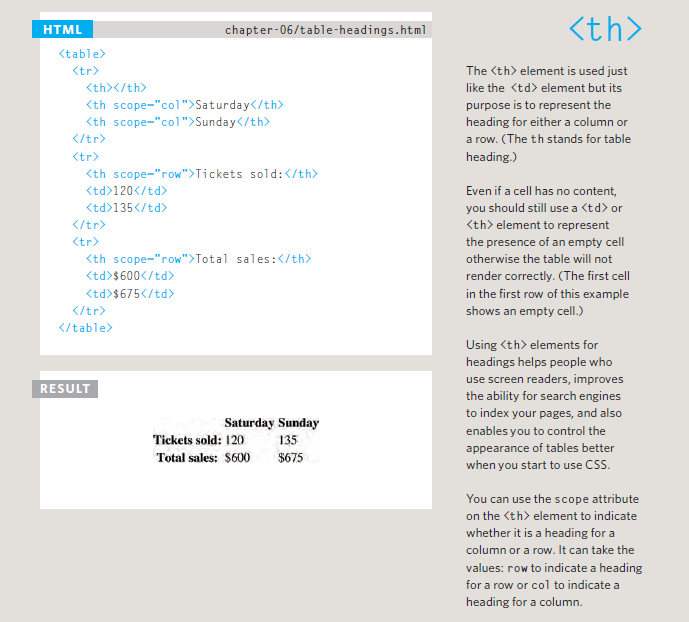 HTML
chapter-06/table-headings.html
<table>
<tr>
<th></th>
<th scope="col">Saturday</th>
<th scope="col">Sunday</th>
</tr>
<tr>
<th scope="row">Tickets sold:</th>
<td>120</td>
<td>135</td>
</tr>
<tr>
<th scope="row">Total sales:</th>
<td>$600</td>
<td>$675</td>
</tr>
</table>
RESULT
Saturday Sunday
Tickets sold: 120 135
Total sales: $600 $675
<th>
The <th> element is used just
like the <td> element but its
purpose is to represent the
heading for either a column or
a row. (The th stands for table
heading.)
Even if a cell has no content,
you should still use a <td> or
<th> element to represent
the presence of an empty cell
otherwise the table will not
render correctly. (The first cell
in the first row of this example
shows an empty cell.)
Using <th> elements for
headings helps people who
use screen readers, improves
the ability for search engines
to index your pages, and also
enables you to control the
appearance of tables better
when you start to use CSS.
You can use the scope attribute
on the <th> element to indicate
whether it is a heading for a
column or a row. It can take the
values: row to indicate a heading
for a row or col to indicate a
heading for a column.